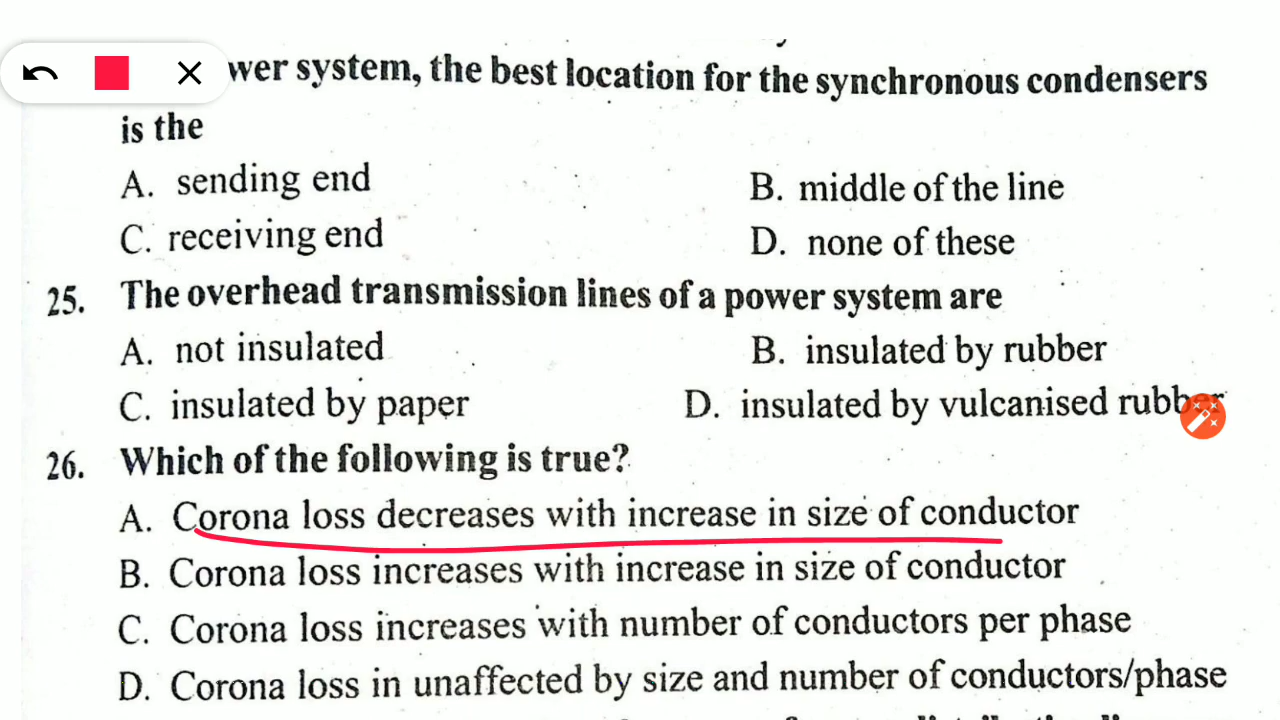 wer system, the best location for the synchronous condensers
is the
A. sending end B. middle of the line
C. receiving end D. none of these
25. The overhead transmission lines of a power system are
A. not insulated B. insulated by rubber
C. insulated by paper D. insulated by vulcanised rubber
26. Which of the following is true?
A. Corona loss decreases with increase in size of conductor
B. Corona loss increases with increase in size of conductor
C. Corona loss increases with number of conductors per phase
D. Corona loss in unaffected by size and number of conductors/phase